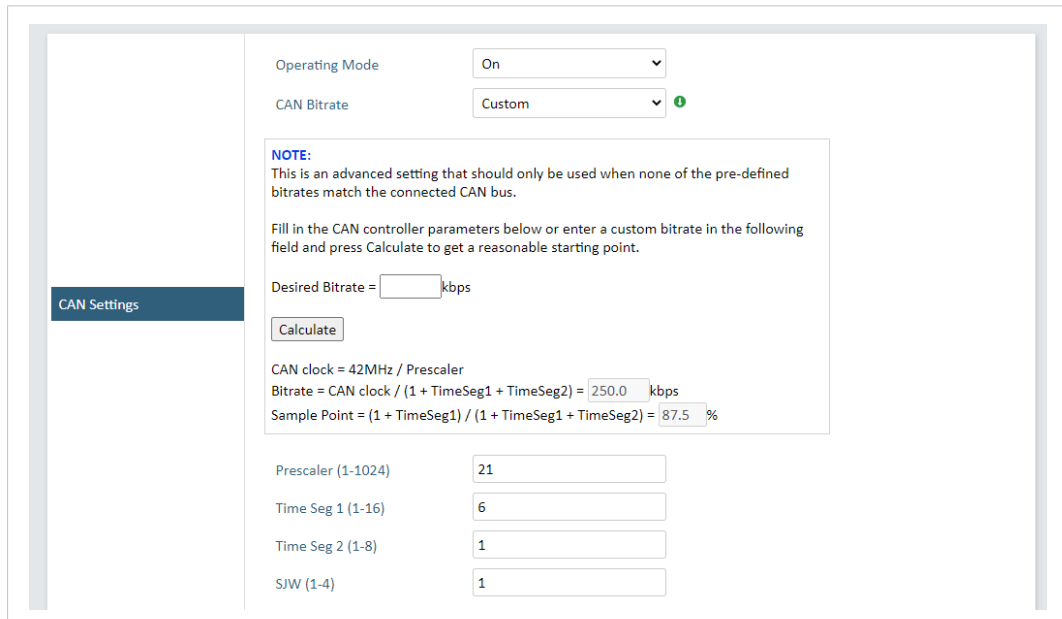 Operating Mode
On
CAN Bitrate
Custom
NOTE:
This is an advanced setting that should only be used when none of the pre-defined
bitrates match the connected CAN bus.
Fill in the CAN controller parameters below or enter a custom bitrate in the following
field and press Calculate to get a reasonable starting point.
Desired Bitrate = kbps
CAN Settings
Calculate
CAN clock = 42MHz / Prescaler
Bitrate = CAN clock / (1 + TimeSeg1 + TimeSeg2) = 250.0 kbps
Sample Point = (1 + TimeSeg1) / (1 + TimeSeg1 + TimeSeg2) = 87.5 %
Prescaler (1-1024)
21
Time Seg 1 (1-16)
6
Time Seg 2 (1-8)
1
SJW (1-4)
1